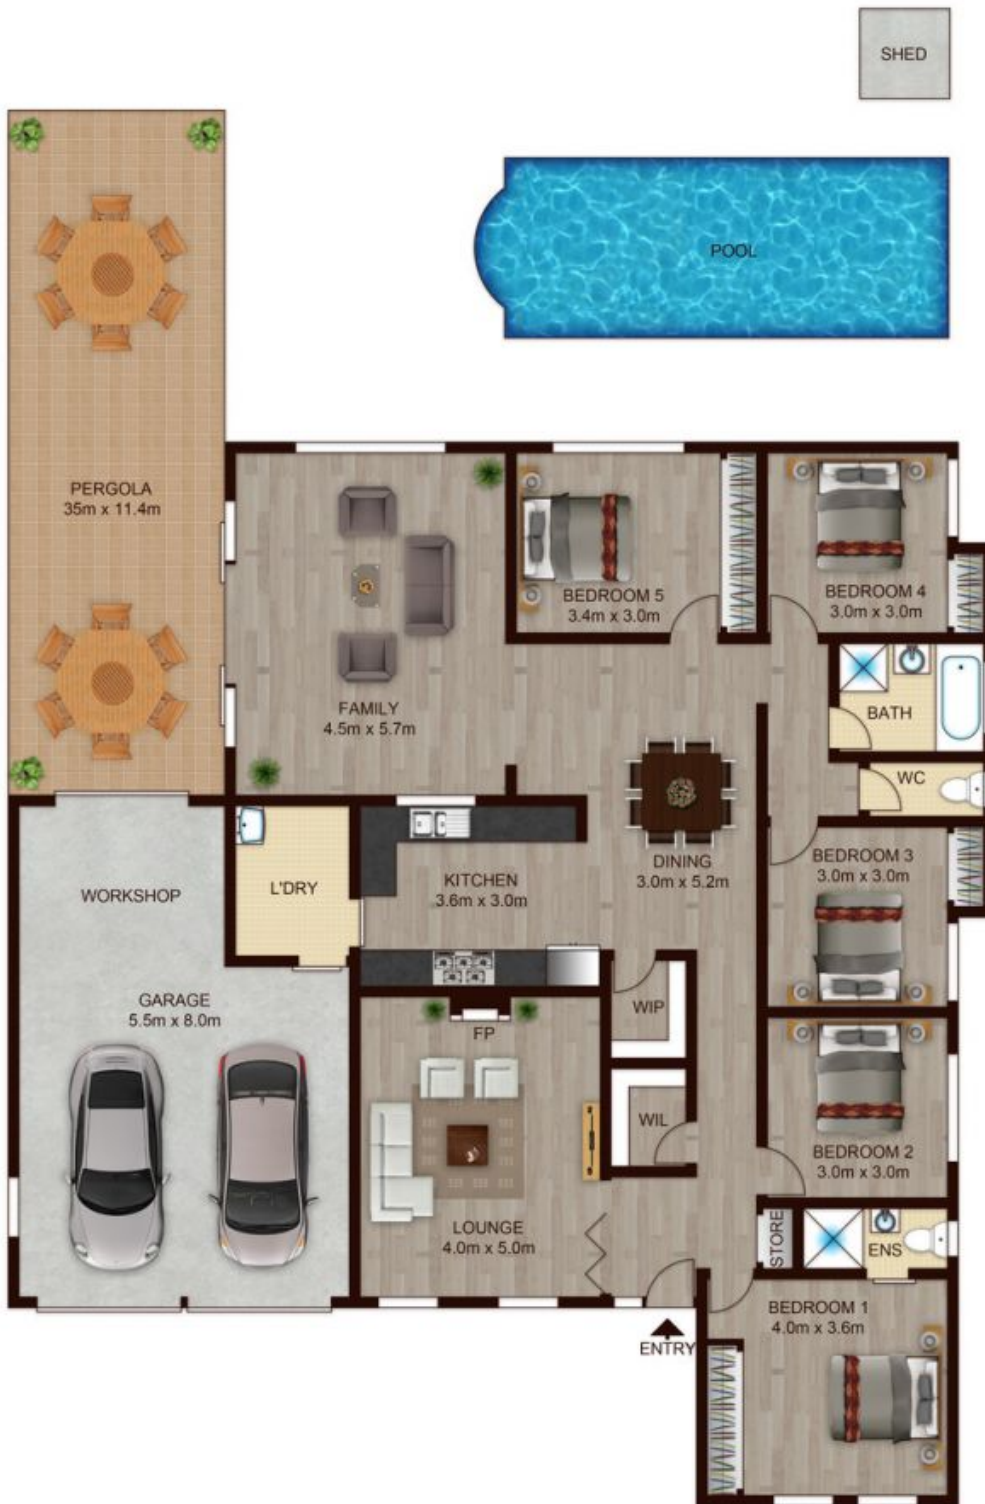 SHED
POOL
PERGOLA
35m x 11.4m
BEDROOM 5
3.4m x 3.0m
BEDROOM 4
3.0m x 3.0m
FAMILY
4.5m x 5.7m
BATH
WC
WORKSHOP
L'DRY
KITCHEN
3.6m x 3.0m
DINING
3.0m x 5.2m
BEDROOM 3
3.0m x 3.0m
GARAGE
5.5m x 8.0m
FP
WIP
WIL
BEDROOM 2
3.0m x 3.0m
LOUNGE
4.0m x 5.0m
STORE
ENS
BEDROOM 1
4.0m x 3.6m
ENTRY